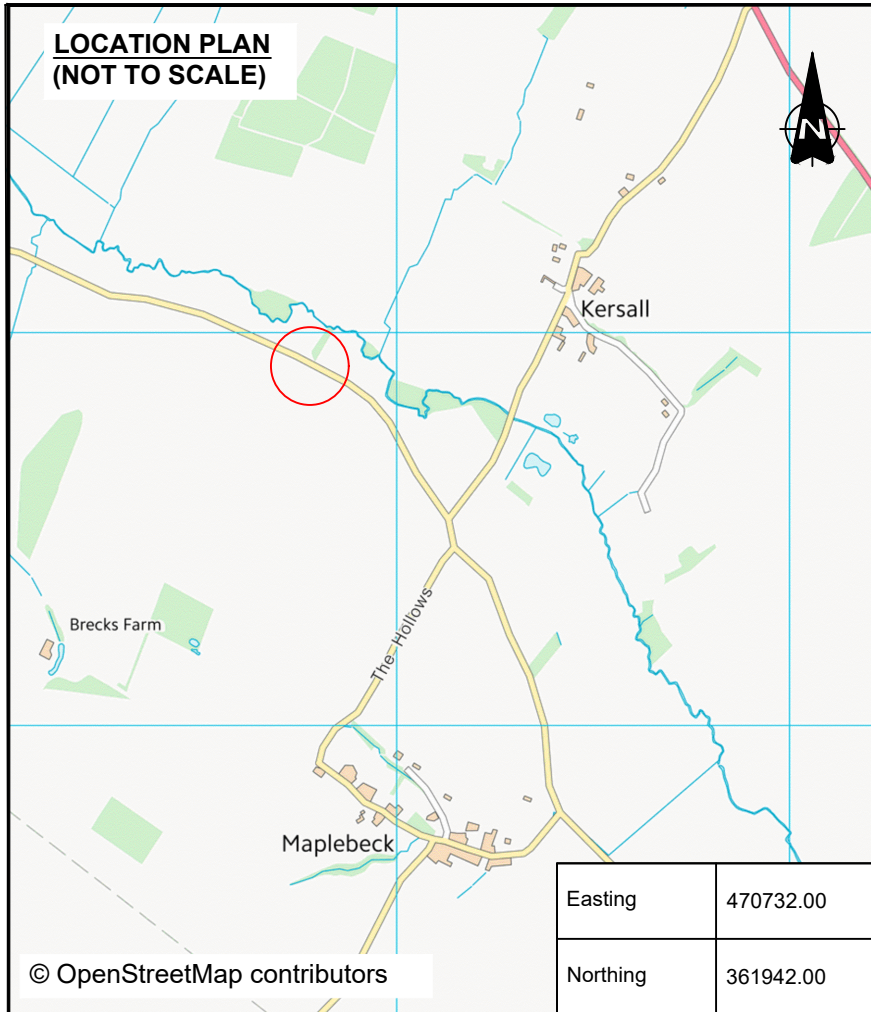 LOCATION PLAN
(NOT TO SCALE)
N
Kersall
Brecks Farm
The Hollows
Maplebeck
Easting 470732.00
Northing 361942.00
© OpenStreetMap contributors